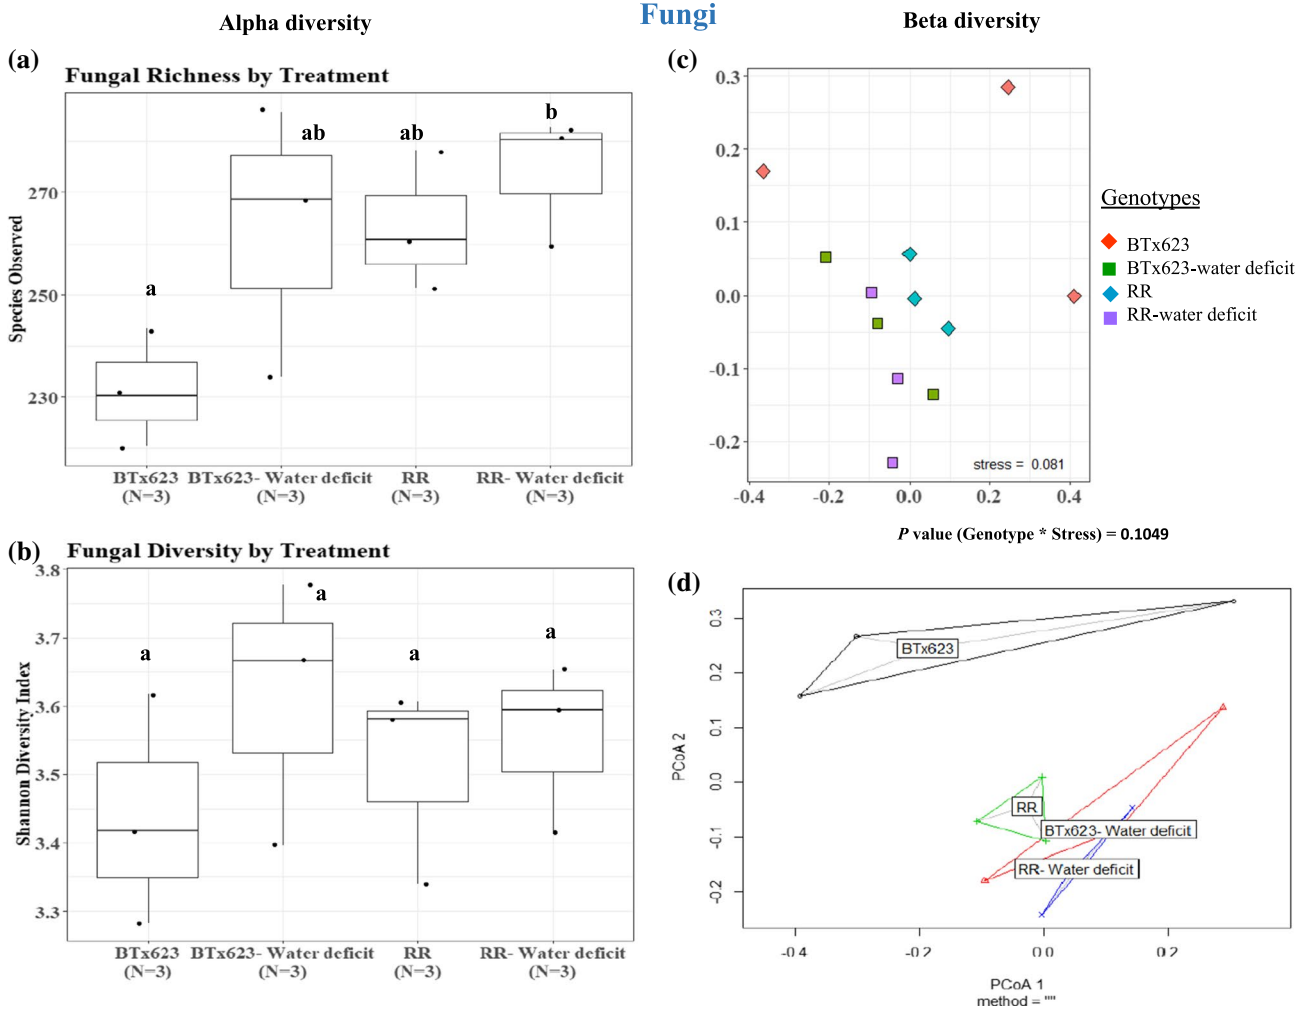 Fungi
Alpha diversity
Beta diversity
(a)
Fungal Richness by Treatment
Species Observed
270
250
230
a
ab
ab
b
BTx623
(N=3)
BTx623- Water deficit
(N=3)
RR
(N=3)
RR- Water deficit
(N=3)
(b)
Fungal Diversity by Treatment
Shannon Diversity Index
3.8
3.7
3.6
3.5
3.4
3.3
a
a
a
a
BTx623
(N=3)
BTx623- Water deficit
(N=3)
RR
(N=3)
RR- Water deficit
(N=3)
(c)
0.3
0.2
0.1
0.0
-0.1
-0.2
-0.4
-0.2
0.0
0.2
0.4
stress = 0.081
Genotypes
BTx623
BTx623-water deficit
RR
RR-water deficit
P value (Genotype * Stress) = 0.1049
(d)
PCoA 2
0.3
0.2
0.1
0.0
-0.1
-0.2
BTx623
RR
BTx623- Water deficit
RR- Water deficit
-0.4
-0.2
0.0
0.2
PCoA 1
method = ""